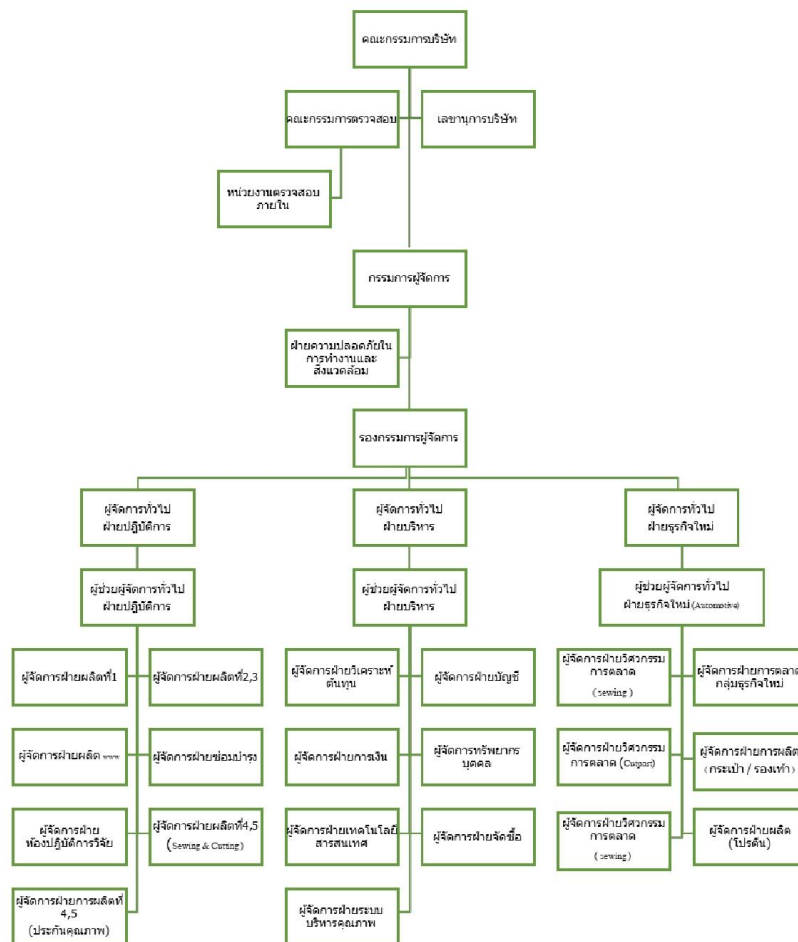 คณะกรรมการบริษัท
คณะกรรมการตรวจสอบ
เลขานุการบริษัท
หน่วยงานตรวจสอบ
ภายใน
กรรมการผู้จัดการ
ฝ่ายความปลอดภัยใน
การทำงานและ
สิ่งแวดล้อม
รองกรรมการผู้จัดการ
ผู้จัดการทั่วไป
ฝ่ายปฏิบัติการ
ผู้จัดการทั่วไป
ฝ่ายบริหาร
ผู้จัดการทั่วไป
ฝ่ายธุรกิจใหม่
ผู้ช่วยผู้จัดการทั่วไป
ฝ่ายปฏิบัติการ
ผู้ช่วยผู้จัดการทั่วไป
ฝ่ายบริหาร
ผู้ช่วยผู้จัดการทั่วไป
ฝ่ายธุรกิจใหม่ (Automotive)
ผู้จัดการฝ่ายผลิตที่1
ผู้จัดการฝ่ายผลิตที่2,3
ผู้จัดการฝ่ายวิเคราะห์
ต้นทุน
ผู้จัดการฝ่ายบัญชี
ผู้จัดการฝ่ายวิศวกรรม
การตลาด
( sewing )
ผู้จัดการฝ่ายการตลาด
กลุ่มธุรกิจใหม่
ผู้จัดการฝ่ายผลิต
ผู้จัดการฝ่ายซ่อมบำรุง
ผู้จัดการฝ่ายการเงิน
ผู้จัดการทรัพยากร
บุคคล
ผู้จัดการฝ่ายวิศวกรรม
การตลาด (Cutpart)
ผู้จัดการฝ่ายการผลิต
( กระเป๋า / รองเท้า )
ผู้จัดการฝ่าย
ห้องปฏิบัติการวิจัย
ผู้จัดการฝ่ายผลิตที่4,5
( Sewing & Cutting )
ผู้จัดการฝ่ายเทคโนโลยี
สารสนเทศ
ผู้จัดการฝ่ายจัดซื้อ
ผู้จัดการฝ่ายวิศวกรรม
การตลาด
( sewing )
ผู้จัดการฝ่ายผลิต
(โปรดีน)
ผู้จัดการฝ่ายการผลิตที่
4,5
(ประกันคุณภาพ)
ผู้จัดการฝ่ายระบบ
บริหารคุณภาพ